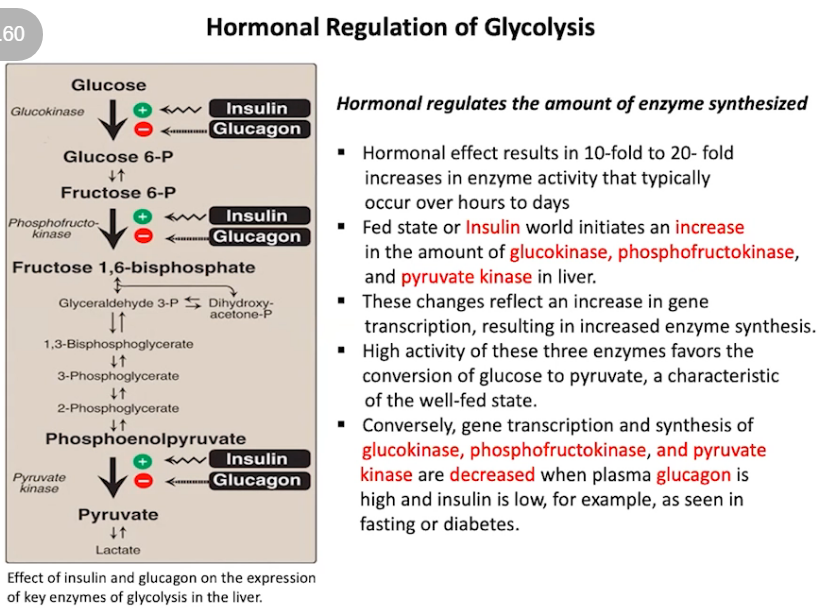 .60
Hormonal Regulation of Glycolysis
Glucose
Glucokinase
+ Insulin
− Glucagon
Glucose 6-P
↓↑
Fructose 6-P
Phosphofructo-
kinase
+ Insulin
− Glucagon
Fructose 1,6-bisphosphate
Glyceraldehyde 3-P ⇆ Dihydroxy-
acetone-P
↓↑
1,3-Bisphosphoglycerate
↓↑
3-Phosphoglycerate
↓↑
2-Phosphoglycerate
↓↑
Phosphoenolpyruvate
Pyruvate
kinase
+ Insulin
− Glucagon
Pyruvate
↓↑
Lactate
Effect of insulin and glucagon on the expression
of key enzymes of glycolysis in the liver.
Hormonal regulates the amount of enzyme synthesized
▪ Hormonal effect results in 10-fold to 20- fold
increases in enzyme activity that typically
occur over hours to days
▪ Fed state or Insulin world initiates an increase
in the amount of glucokinase, phosphofructokinase,
and pyruvate kinase in liver.
▪ These changes reflect an increase in gene
transcription, resulting in increased enzyme synthesis.
▪ High activity of these three enzymes favors the
conversion of glucose to pyruvate, a characteristic
of the well-fed state.
▪ Conversely, gene transcription and synthesis of
glucokinase, phosphofructokinase, and pyruvate
kinase are decreased when plasma glucagon is
high and insulin is low, for example, as seen in
fasting or diabetes.